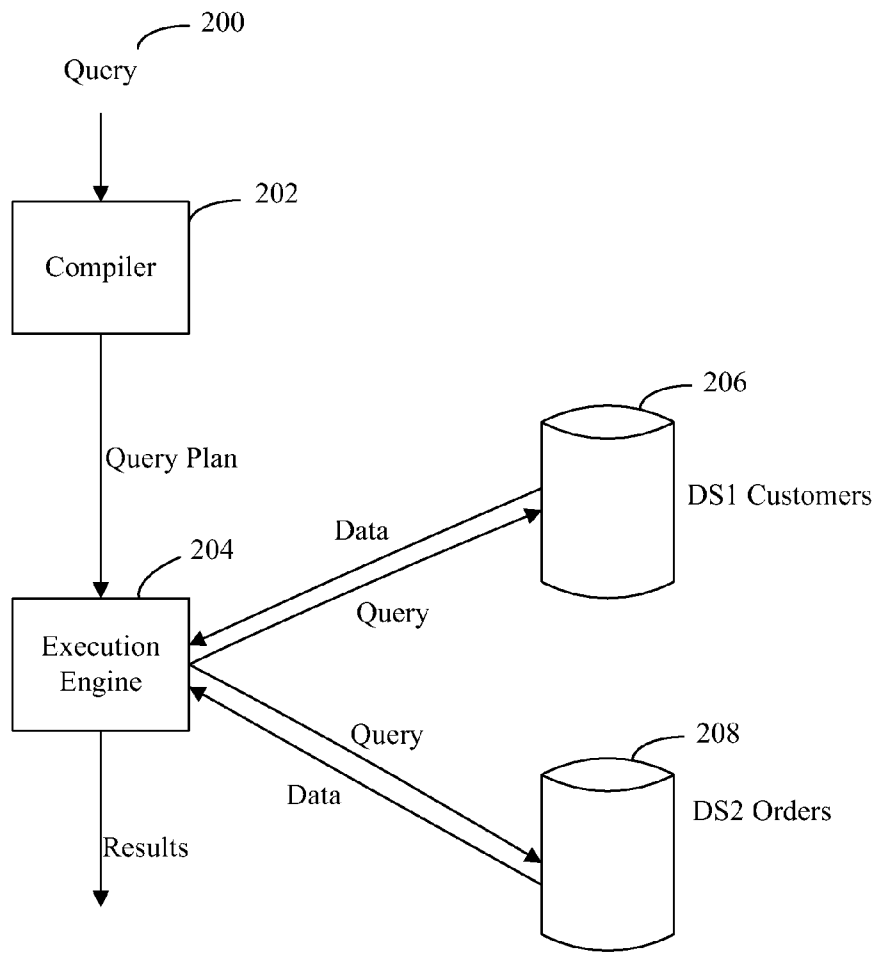 200
Query
202
Compiler
206
Query Plan
DS1 Customers
Data
204
Query
Execution
Engine
Query
208
Data
DS2 Orders
Results